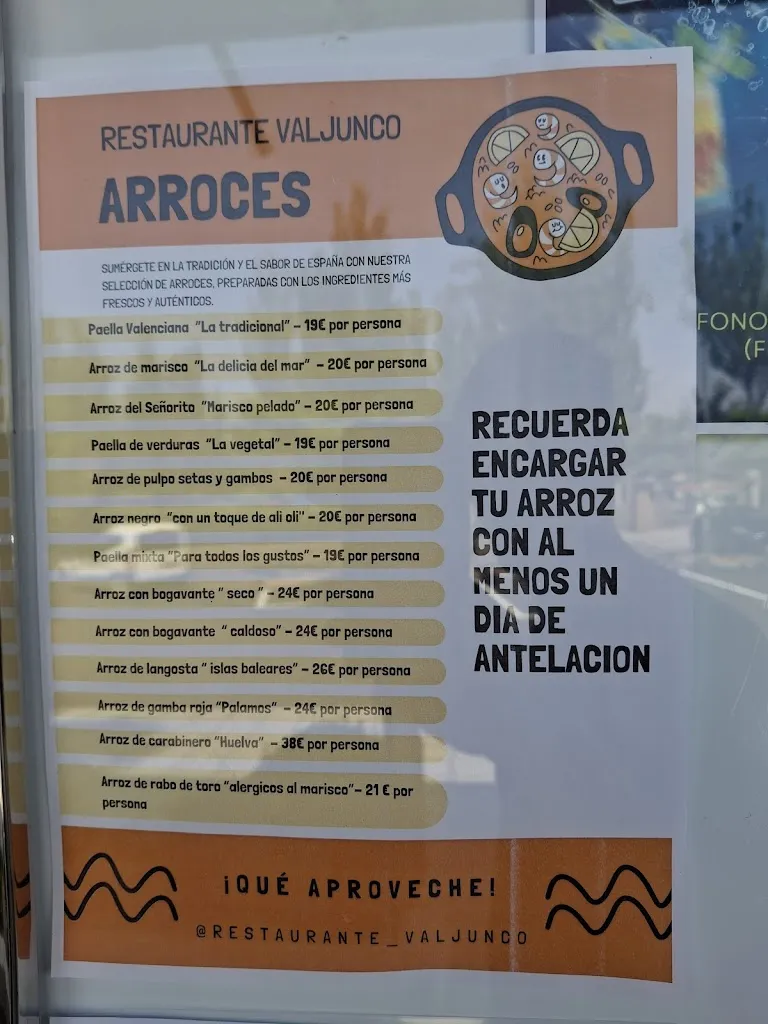 RESTAURANTE VALJUNCO
ARROCES
SUMÉRGETE EN LA TRADICIÓN Y EL SABOR DE ESPAÑA CON NUESTRA
SELECCIÓN DE ARROCES, PREPARADAS CON LOS INGREDIENTES MÁS
FRESCOS Y AUTÉNTICOS.
Paella Valenciana "La tradicional" – 19€ por persona
Arroz de marisco "La delicia del mar" – 20€ por persona
Arroz del Señorito "Marisco pelado" – 20€ por persona
Paella de verduras "La vegetal" – 19€ por persona
Arroz de pulpo setas y gambos – 20€ por persona
Arroz negro "con un toque de ali oli" – 20€ por persona
Paella mixta "Para todos los gustos" – 19€ por persona
Arroz con bogavante " seco " – 24€ por persona
Arroz con bogavante " caldoso" – 24€ por persona
Arroz de langosta " islas baleares" – 26€ por persona
Arroz de gamba roja "Palamos" – 24€ por persona
Arroz de carabinero "Huelva" – 38€ por persona
Arroz de rabo de toro "alergicos al marisco"– 21 € por
persona
RECUERDA
ENCARGAR
TU ARROZ
CON AL
MENOS UN
DIA DE
ANTELACION
¡QUÉ APROVECHE!
@RESTAURANTE_VALJUNCO
FONO
(F